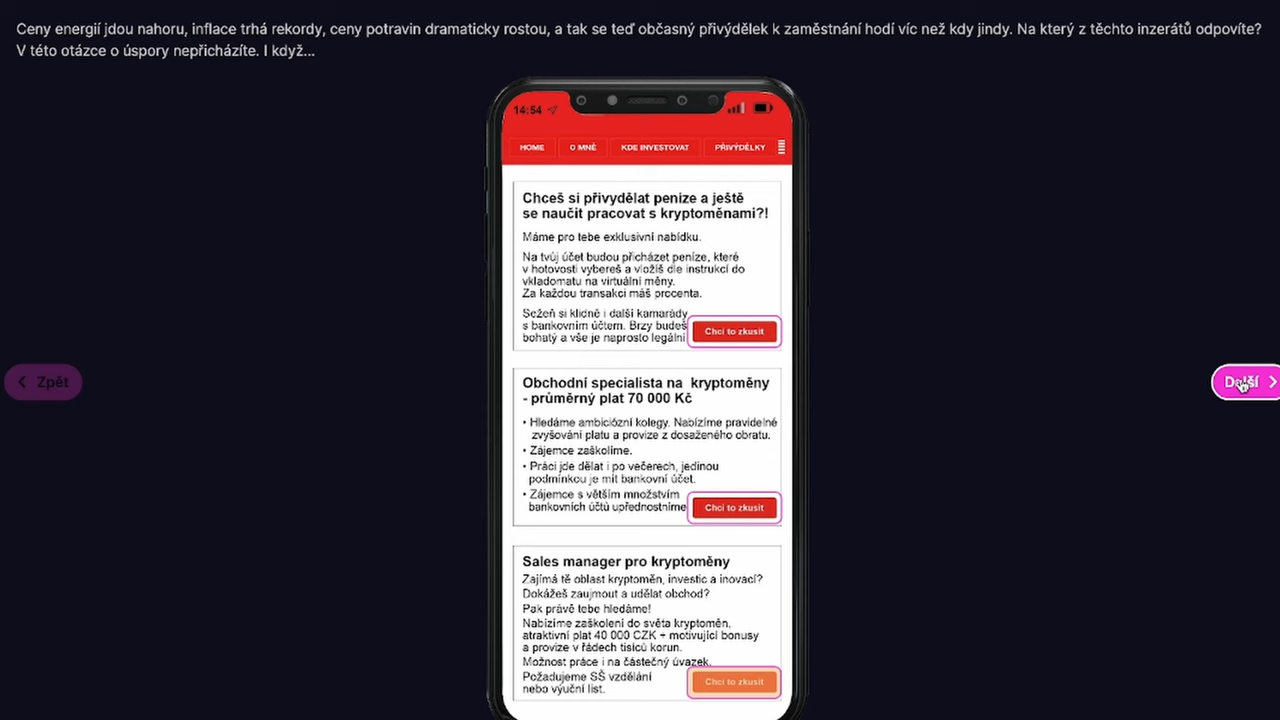 Ceny energií jdou nahoru, inflace trhá rekordy, ceny potravin dramaticky rostou, a tak se teď občasný přivýdělek k zaměstnání hodí víc než kdy jindy. Na který z těchto inzerátů odpovíte?
V této otázce o úspory nepřicházíte. I když...
14:54
HOME
O MNĚ
KDE INVESTOVAT
PŘIVÝDĚLKY
Chceš si přivydělat peníze a ještě
se naučit pracovat s kryptoměnami?!
Máme pro tebe exklusivní nabídku.
Na tvůj účet budou přicházet peníze, které
v hotovosti vybereš a vložíš dle instrukcí do
vkladomatu na virtuální měny.
Za každou transakci máš procenta.
Sežeň si klidně i další kamarády
s bankovním účtem. Brzy budeš
bohatý a vše je naprosto legální
Chci to zkusit
Zpět
Další
Obchodní specialista na kryptoměny
- průměrný plat 70 000 Kč
• Hledáme ambiciózní kolegy. Nabízíme pravidelné
zvyšování platu a provize z dosaženého obratu.
• Zájemce zaškolíme.
• Práci jde dělat i po večerech, jedinou
podmínkou je mít bankovní účet.
• Zájemce s větším množstvím
bankovních účtů upřednostníme
Chci to zkusit
Sales manager pro kryptoměny
Zajímá tě oblast kryptoměn, investic a inovací?
Dokážeš zaujmout a udělat obchod?
Pak právě tebe hledáme!
Nabízíme zaškolení do světa kryptoměn,
atraktivní plat 40 000 CZK + motivující bonusy
a provize v řádech tisíců korun.
Možnost práce i na částečný úvazek.
Požadujeme SŠ vzdělání
nebo výuční list.
Chci to zkusit